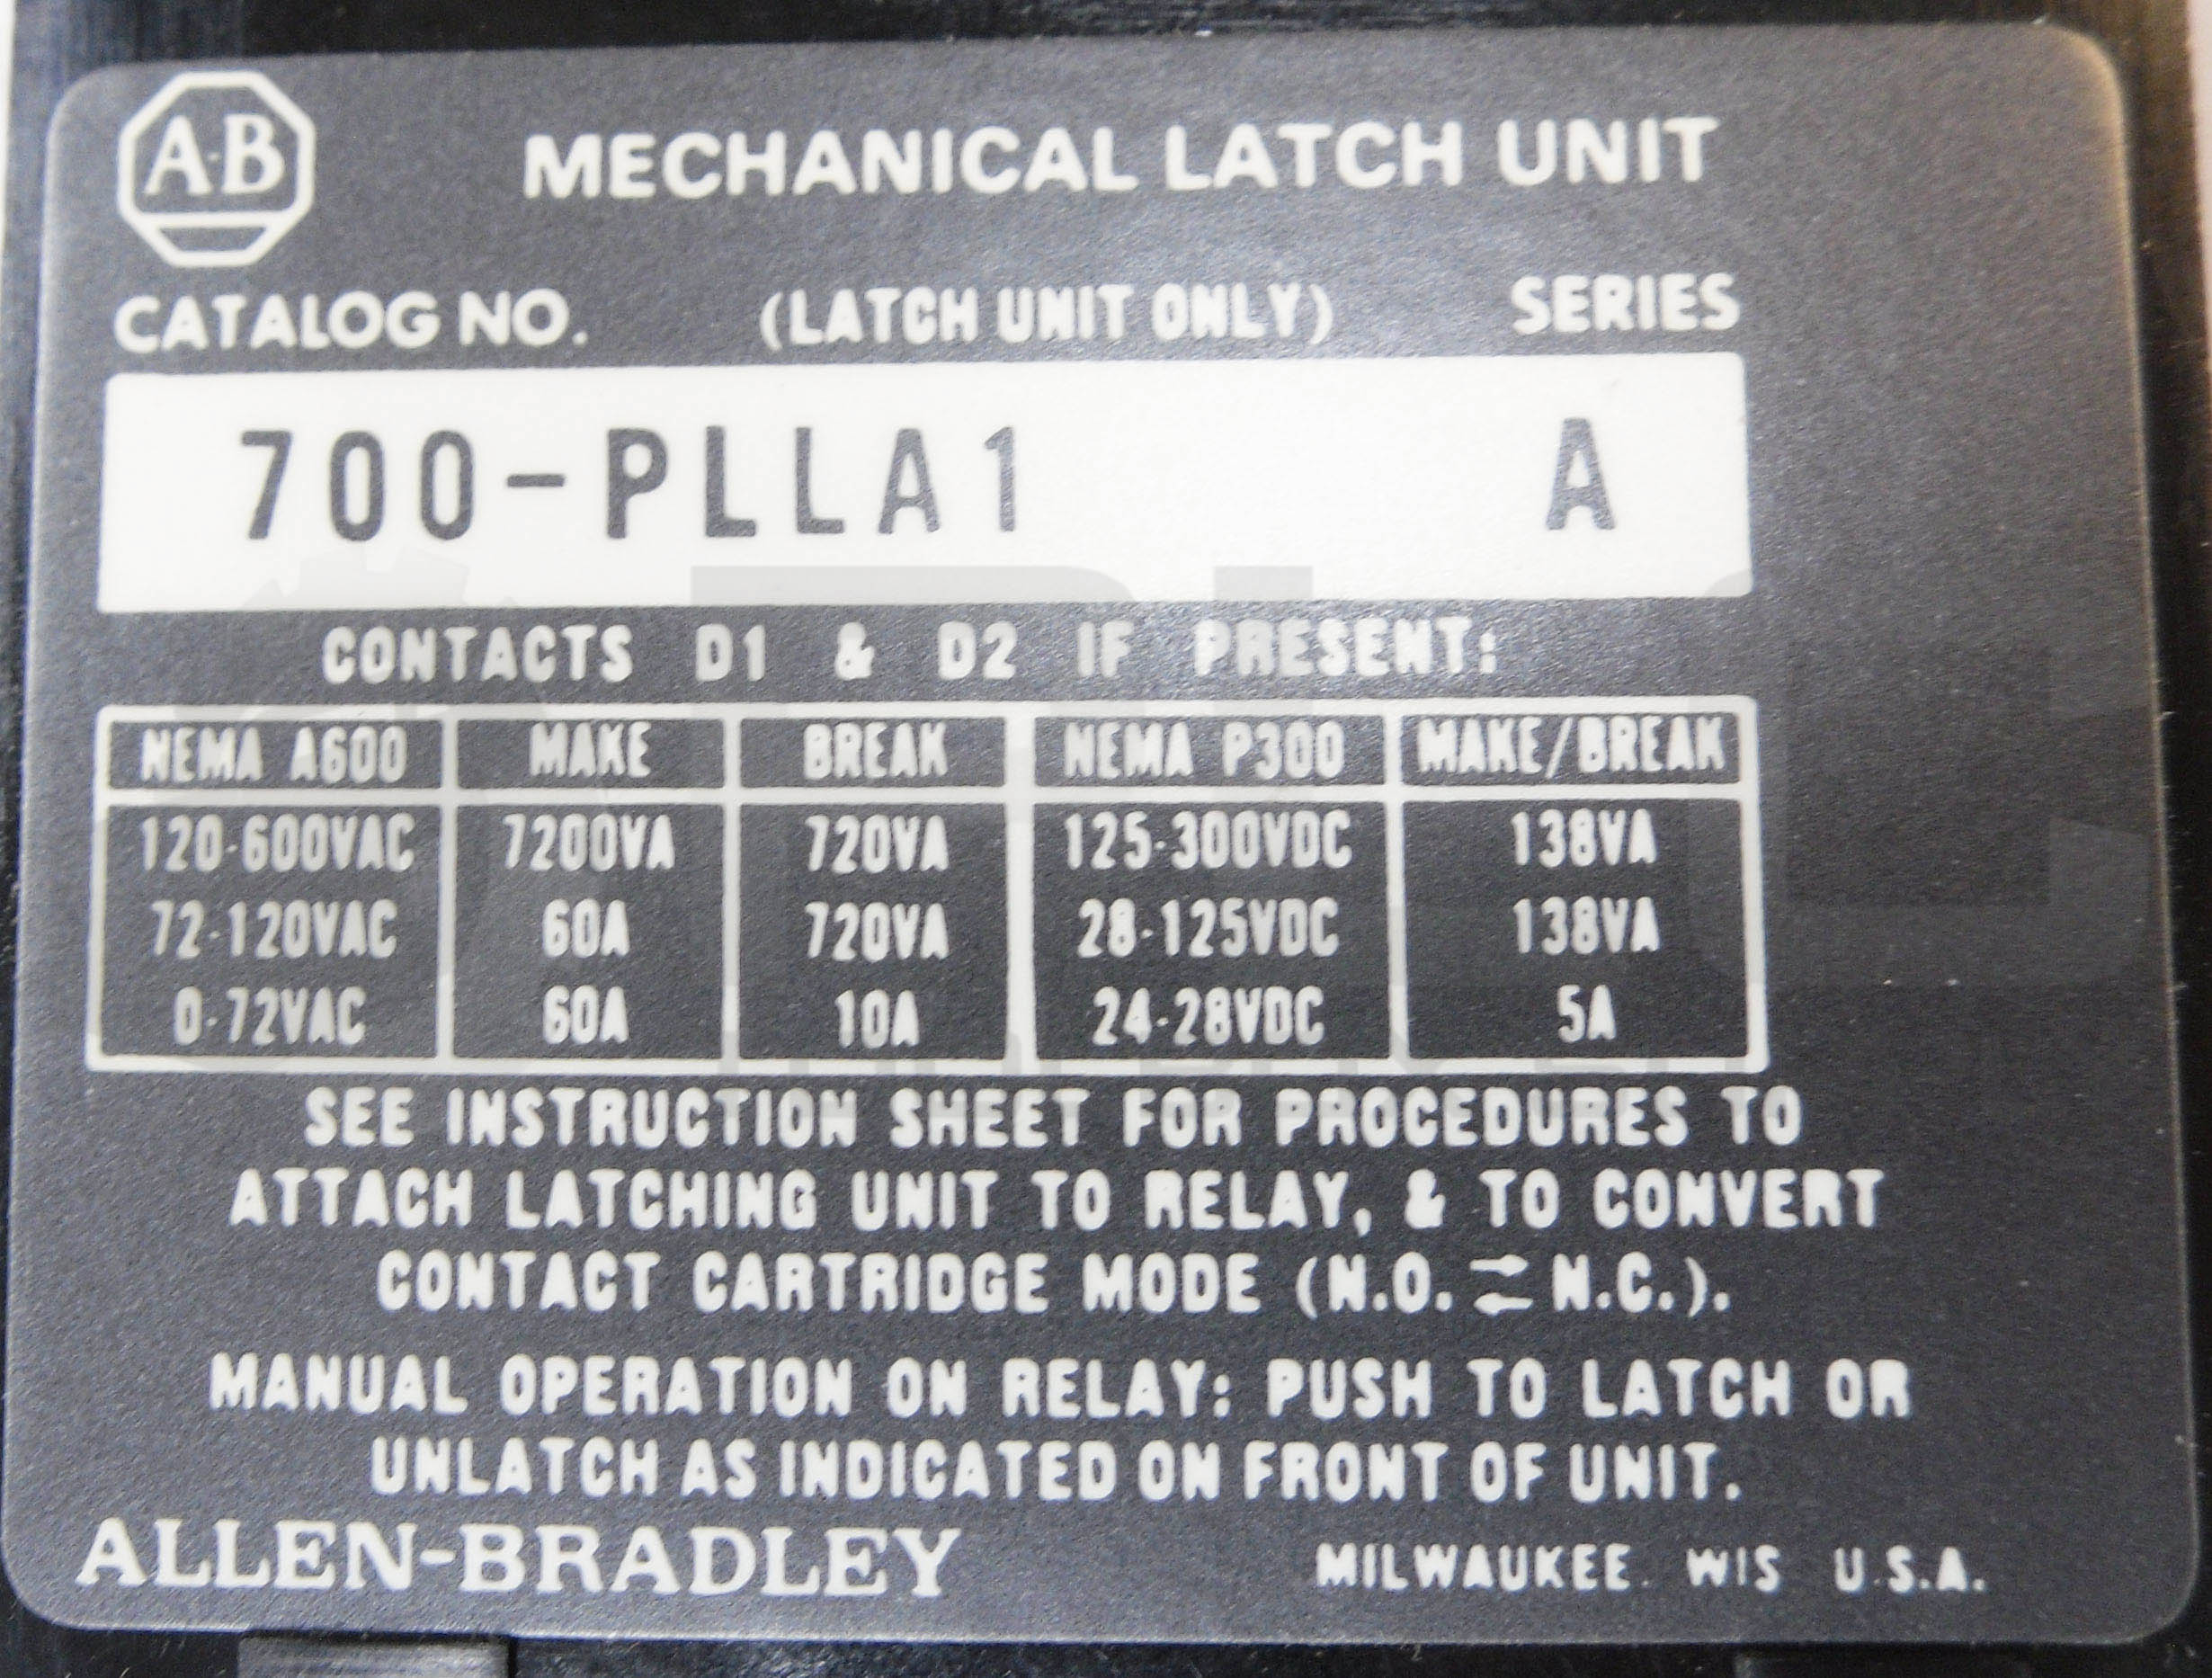 A-B MECHANICAL LATCH UNIT
CATALOG NO. (LATCH UNIT ONLY) SERIES
700-PLLA1 A
CONTACTS D1 & D2 IF PRESENT:
NEMA A600 MAKE BREAK NEMA P300 MAKE/BREAK
120-600VAC 7200VA 720VA 125-300VDC 138VA
72-120VAC 60A 720VA 28-125VDC 138VA
0-72VAC 60A 10A 24-28VDC 5A
SEE INSTRUCTION SHEET FOR PROCEDURES TO
ATTACH LATCHING UNIT TO RELAY, & TO CONVERT
CONTACT CARTRIDGE MODE (N.O. ⇄ N.C.).
MANUAL OPERATION ON RELAY: PUSH TO LATCH OR
UNLATCH AS INDICATED ON FRONT OF UNIT.
ALLEN-BRADLEY MILWAUKEE. WIS U.S.A.